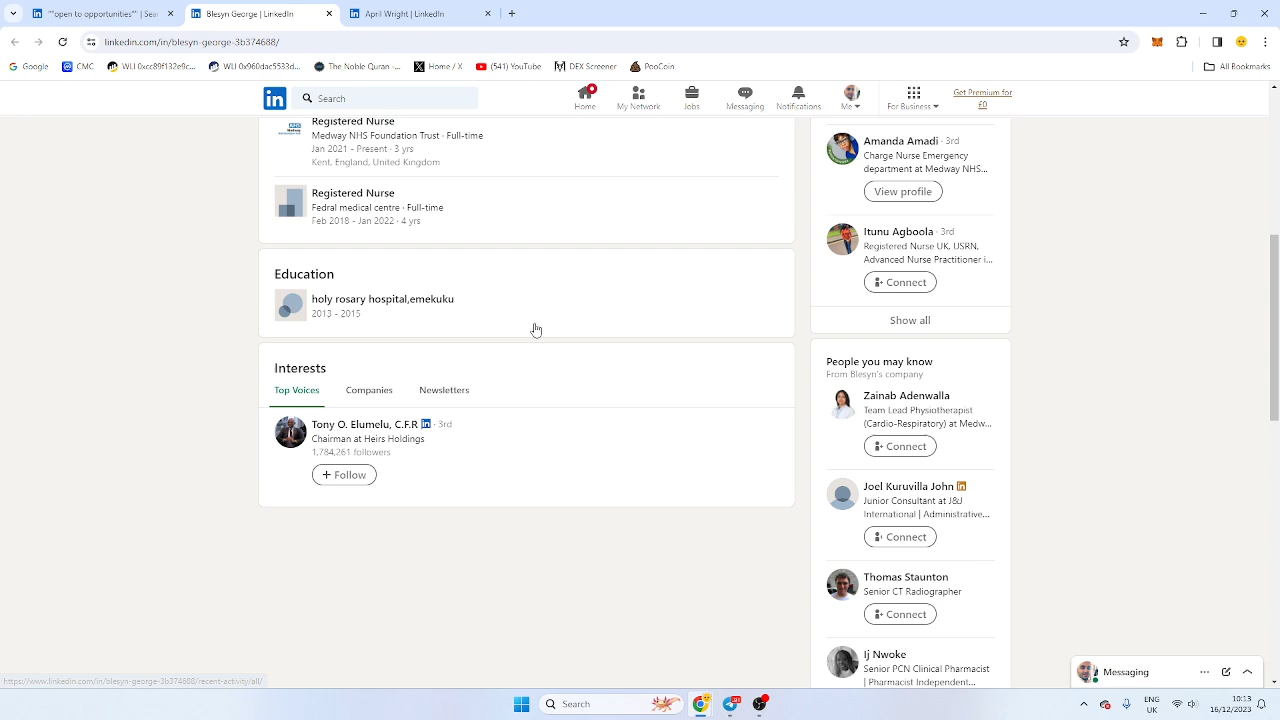 "open to opportunities" | Sear
Blesyn George | LinkedIn
April Wright | LinkedIn
linkedin.com/in/blesyn-george-3b374688/
Google
CMC
WLI 0xcc89f132e9c...
WLI 0x960dac5533d...
The Noble Quran -...
Home / X
(541) YouTube
DEX Screener
PooCoin
All Bookmarks
in
Search
Home
My Network
Jobs
Messaging
Notifications
Me
For Business
Get Premium for
£0
Registered Nurse
Medway NHS Foundation Trust · Full-time
Jan 2021 - Present · 3 yrs
Kent, England, United Kingdom
Registered Nurse
Fedral medical centre · Full-time
Feb 2018 - Jan 2022 · 4 yrs
Education
holy rosary hospital,emekuku
2013 - 2015
Interests
Top Voices
Companies
Newsletters
Tony O. Elumelu, C.F.R in · 3rd
Chairman at Heirs Holdings
1,784,261 followers
+ Follow
Amanda Amadi · 3rd
Charge Nurse Emergency
department at Medway NHS...
View profile
Itunu Agboola · 3rd
Registered Nurse UK, USRN,
Advanced Nurse Practitioner i...
Connect
Show all
People you may know
From Blesyn's company
Zainab Adenwalla
Team Lead Physiotherapist
(Cardio-Respiratory) at Medw...
Connect
Joel Kuruvilla John in
Junior Consultant at J&J
International | Administrative...
Connect
Thomas Staunton
Senior CT Radiographer
Connect
Ij Nwoke
Senior PCN Clinical Pharmacist
| Pharmacist Independent...
Messaging
https://www.linkedin.com/in/blesyn-george-3b374688/recent-activity/all/
Search
ENG
UK
10:13
16/12/2023